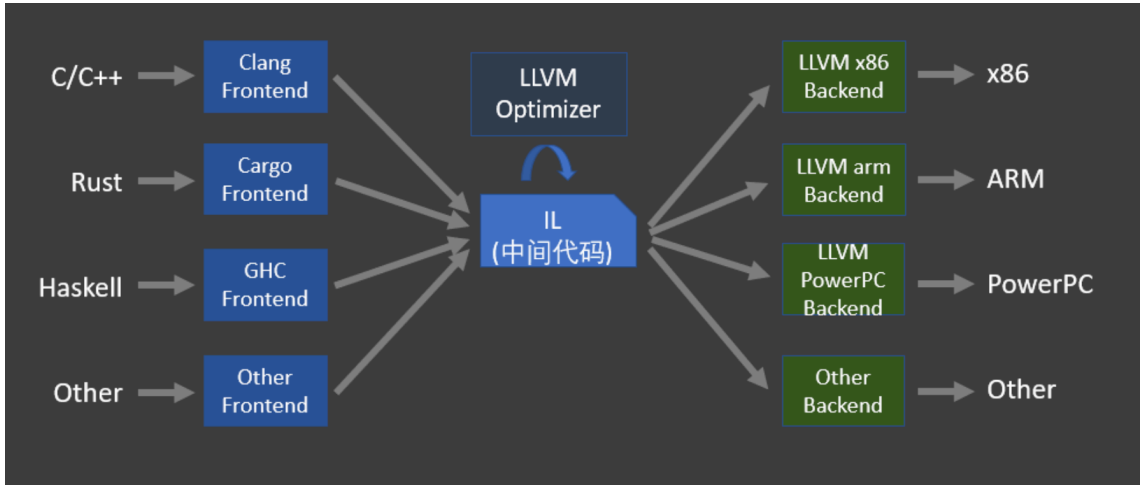 C/C++
Clang
Frontend
LLVM
Optimizer
LLVM x86
Backend
x86
Rust
Cargo
Frontend
LLVM arm
Backend
ARM
IL
(中间代码)
Haskell
GHC
Frontend
LLVM
PowerPC
Backend
PowerPC
Other
Other
Frontend
Other
Backend
Other